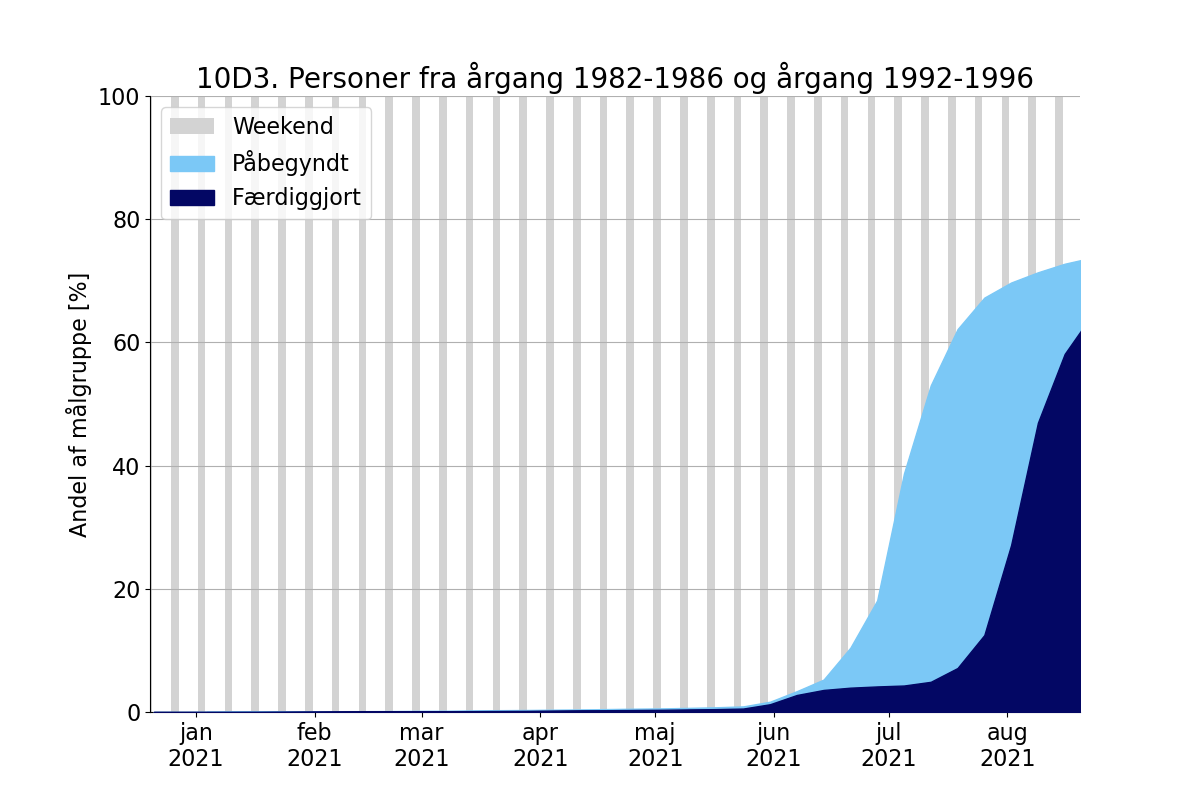 10D3. Personer fra årgang 1982-1986 og årgang 1992-1996
Weekend
Påbegyndt
Færdiggjort
Andel af målgruppe [%]
100
80
60
40
20
0
jan feb mar apr maj jun jul aug
2021 2021 2021 2021 2021 2021 2021 2021